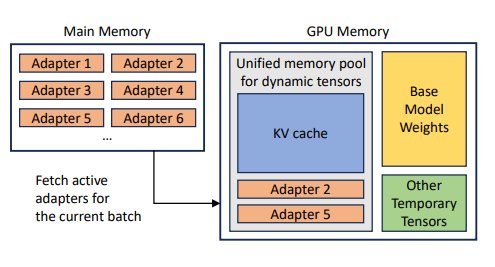 Main Memory
Adapter 1
Adapter 2
Adapter 3
Adapter 4
Adapter 5
Adapter 6
...
Fetch active
adapters for
the current batch
GPU Memory
Unified memory pool
for dynamic tensors
KV cache
Adapter 2
Adapter 5
Base
Model
Weights
Other
Temporary
Tensors